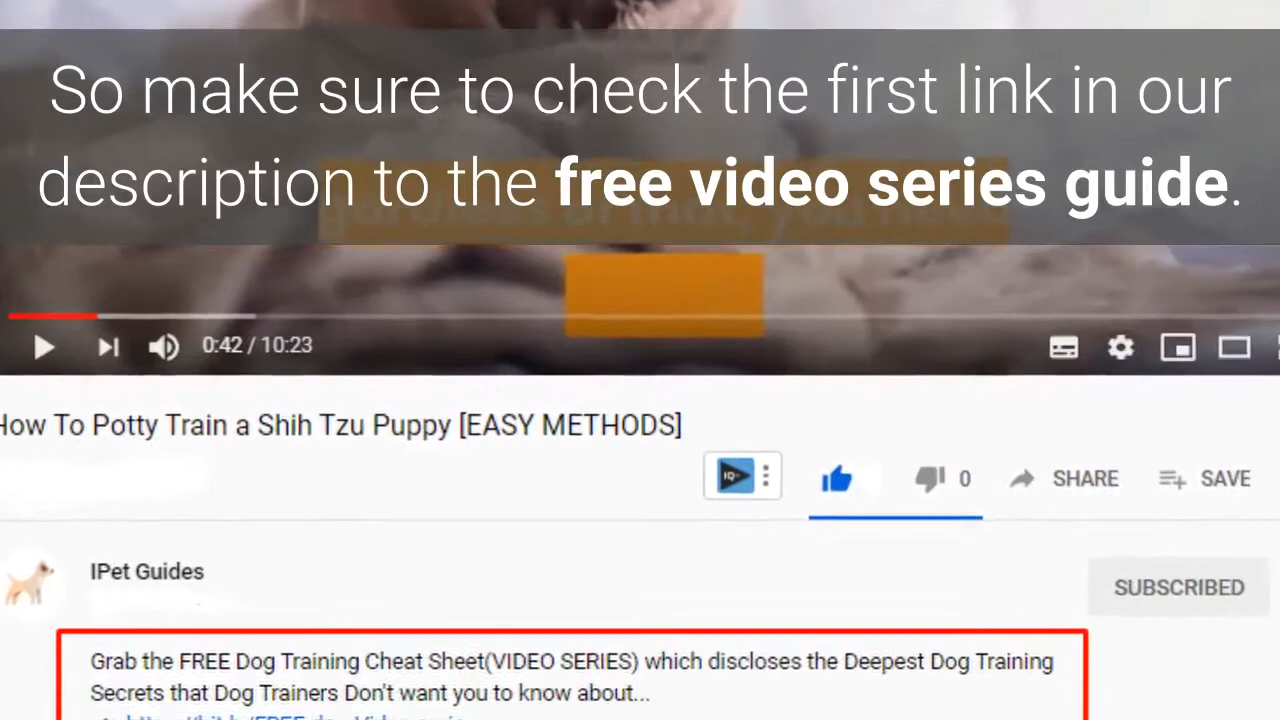 So make sure to check the first link in our
description to the free video series guide.
0:42 / 10:23
How To Potty Train a Shih Tzu Puppy [EASY METHODS]
IQ
0 SHARE SAVE
IPet Guides
SUBSCRIBED
Grab the FREE Dog Training Cheat Sheet(VIDEO SERIES) which discloses the Deepest Dog Training
Secrets that Dog Trainers Don't want you to know about...